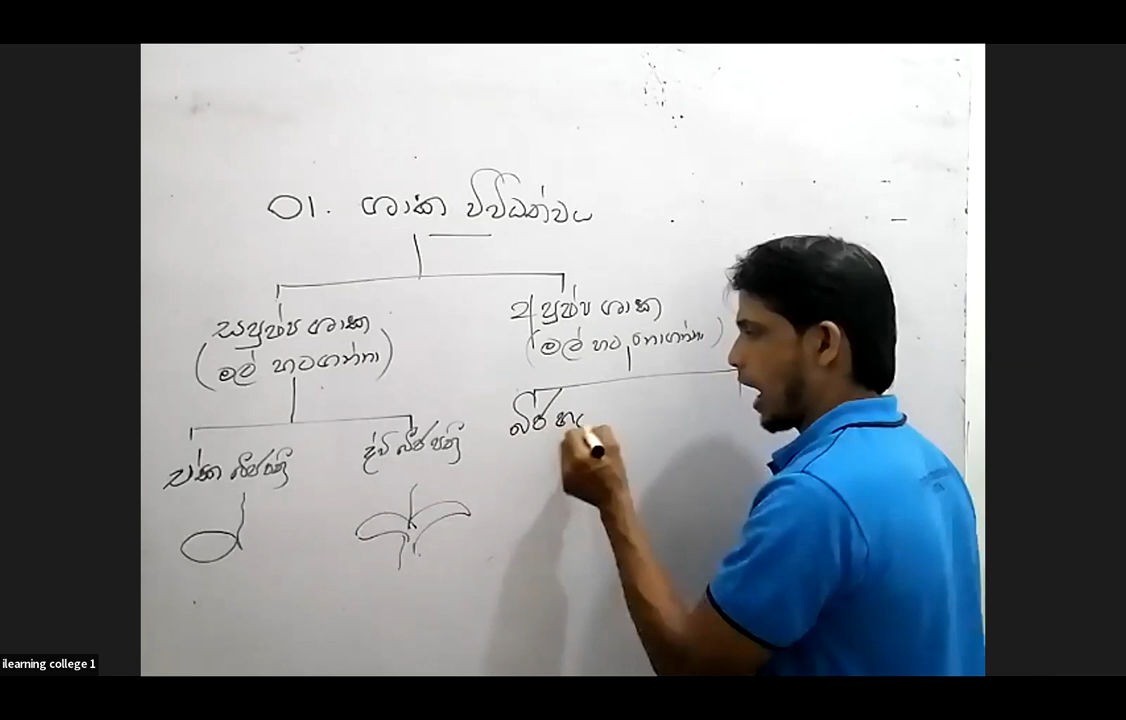 01. ශාක විවිධත්වය
සපුෂ්ප ශාක
(මල් හටගන්නා)
අපුෂ්ප ශාක
(මල් හට නොගන්නා)
ඒක බීජපත්‍රී
ද්වි බීජපත්‍රී
බීජ හැ
ilearning college 1